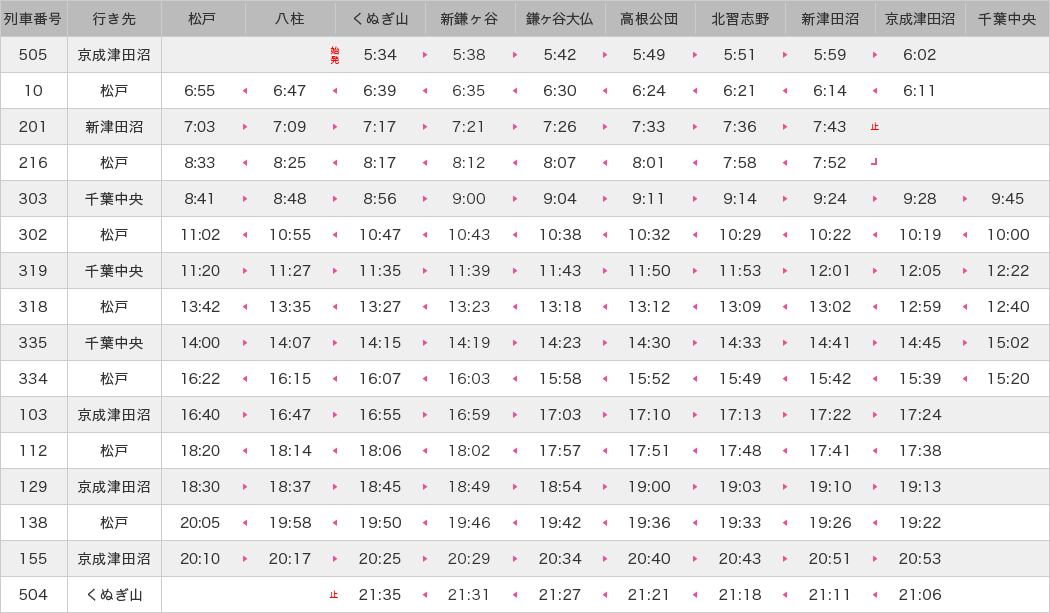 列車番号 行き先 松戸 八柱 くぬぎ山 新鎌ヶ谷 鎌ヶ谷大仏 高根公団 北習志野 新津田沼 京成津田沼 千葉中央
505 京成津田沼 始発 5:34 5:38 5:42 5:49 5:51 5:59 6:02
10 松戸 6:55 6:47 6:39 6:35 6:30 6:24 6:21 6:14 6:11
201 新津田沼 7:03 7:09 7:17 7:21 7:26 7:33 7:36 7:43 止
216 松戸 8:33 8:25 8:17 8:12 8:07 8:01 7:58 7:52
303 千葉中央 8:41 8:48 8:56 9:00 9:04 9:11 9:14 9:24 9:28 9:45
302 松戸 11:02 10:55 10:47 10:43 10:38 10:32 10:29 10:22 10:19 10:00
319 千葉中央 11:20 11:27 11:35 11:39 11:43 11:50 11:53 12:01 12:05 12:22
318 松戸 13:42 13:35 13:27 13:23 13:18 13:12 13:09 13:02 12:59 12:40
335 千葉中央 14:00 14:07 14:15 14:19 14:23 14:30 14:33 14:41 14:45 15:02
334 松戸 16:22 16:15 16:07 16:03 15:58 15:52 15:49 15:42 15:39 15:20
103 京成津田沼 16:40 16:47 16:55 16:59 17:03 17:10 17:13 17:22 17:24
112 松戸 18:20 18:14 18:06 18:02 17:57 17:51 17:48 17:41 17:38
129 京成津田沼 18:30 18:37 18:45 18:49 18:54 19:00 19:03 19:10 19:13
138 松戸 20:05 19:58 19:50 19:46 19:42 19:36 19:33 19:26 19:22
155 京成津田沼 20:10 20:17 20:25 20:29 20:34 20:40 20:43 20:51 20:53
504 くぬぎ山 止 21:35 21:31 21:27 21:21 21:18 21:11 21:06